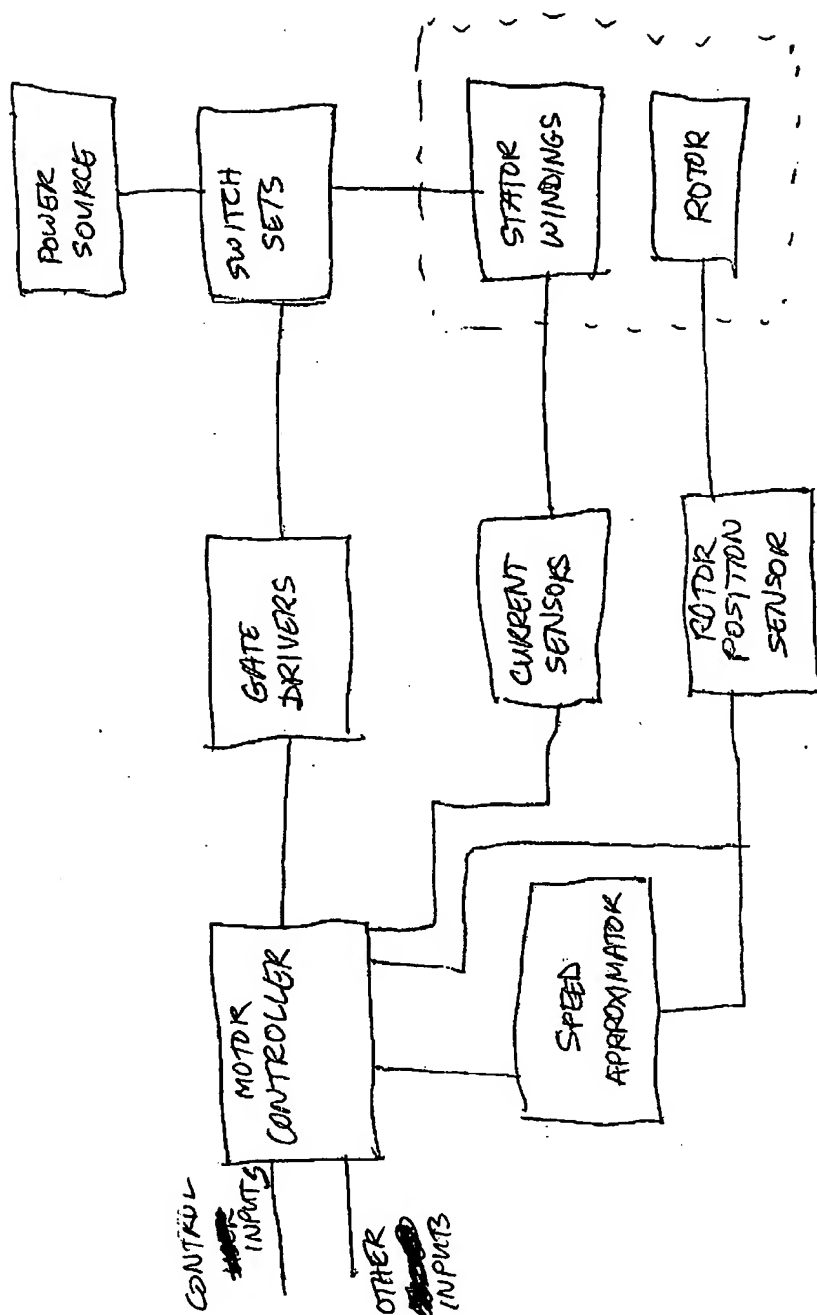 POWER
SOURCE
SWITCH
SETS
STATOR
WINDINGS
ROTOR
GATE
DRIVERS
CURRENT
SENSORS
ROTOR
POSITION
SENSOR
MOTOR
CONTROLLER
SPEED
APPROXIMATOR
CONTROL
INPUTS
OTHER
INPUTS